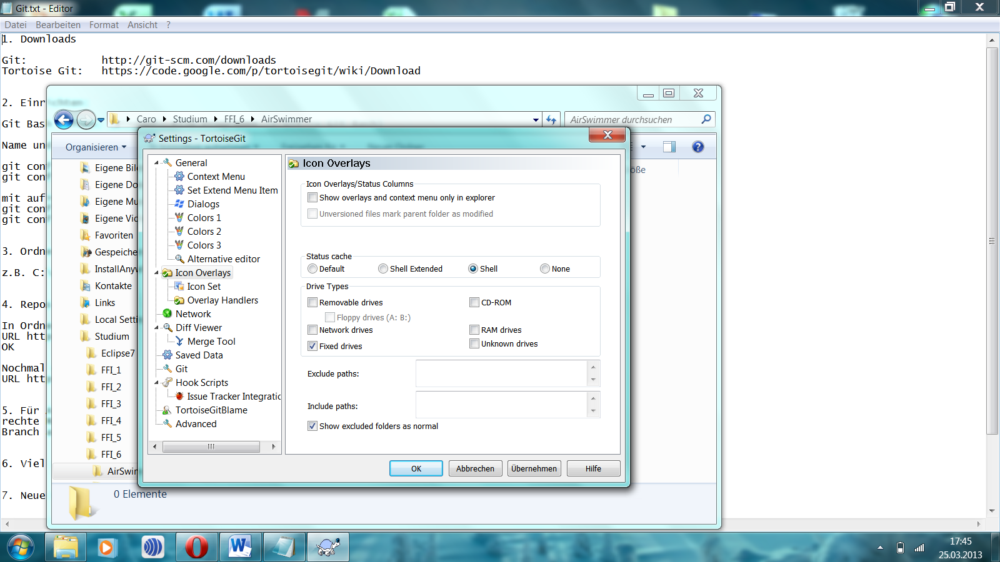 Git.txt - Editor
Datei Bearbeiten Format Ansicht ?
1. Downloads
Git: http://git-scm.com/downloads
Tortoise Git: https://code.google.com/p/tortoisegit/wiki/Download
2. Einr
Git Bas
Name un
git con
git con
mit auf
git con
git con
3. Ordn
z.B. C:
4. Repo
In Ordn
URL htt
OK
Nochmal
URL htt
5. Für
rechte
Branch
6. Viel
7. Neue
Caro Studium FFI_6 AirSwimmer
AirSwimmer durchsuchen
Organisieren
öße
Eigene Bil
Eigene Do
Eigene Mu
Eigene Vic
Favoriten
Gespeiche
InstallAnyw
Kontakte
Links
Local Setti
Studium
Eclipse7
FFI_1
FFI_2
FFI_3
FFI_4
FFI_5
FFI_6
AirSwin
0 Elemente
Settings - TortoiseGit
General
Context Menu
Set Extend Menu Item
Dialogs
Colors 1
Colors 2
Colors 3
Alternative editor
Icon Overlays
Icon Set
Overlay Handlers
Network
Diff Viewer
Merge Tool
Saved Data
Git
Hook Scripts
Issue Tracker Integratio
TortoiseGitBlame
Advanced
Icon Overlays
Icon Overlays/Status Columns
Show overlays and context menu only in explorer
Unversioned files mark parent folder as modified
Status cache
Default Shell Extended Shell None
Drive Types
Removable drives CD-ROM
Floppy drives (A: B:)
Network drives RAM drives
Fixed drives Unknown drives
Exclude paths:
Include paths:
Show excluded folders as normal
OK Abbrechen Übernehmen Hilfe
17:45
25.03.2013